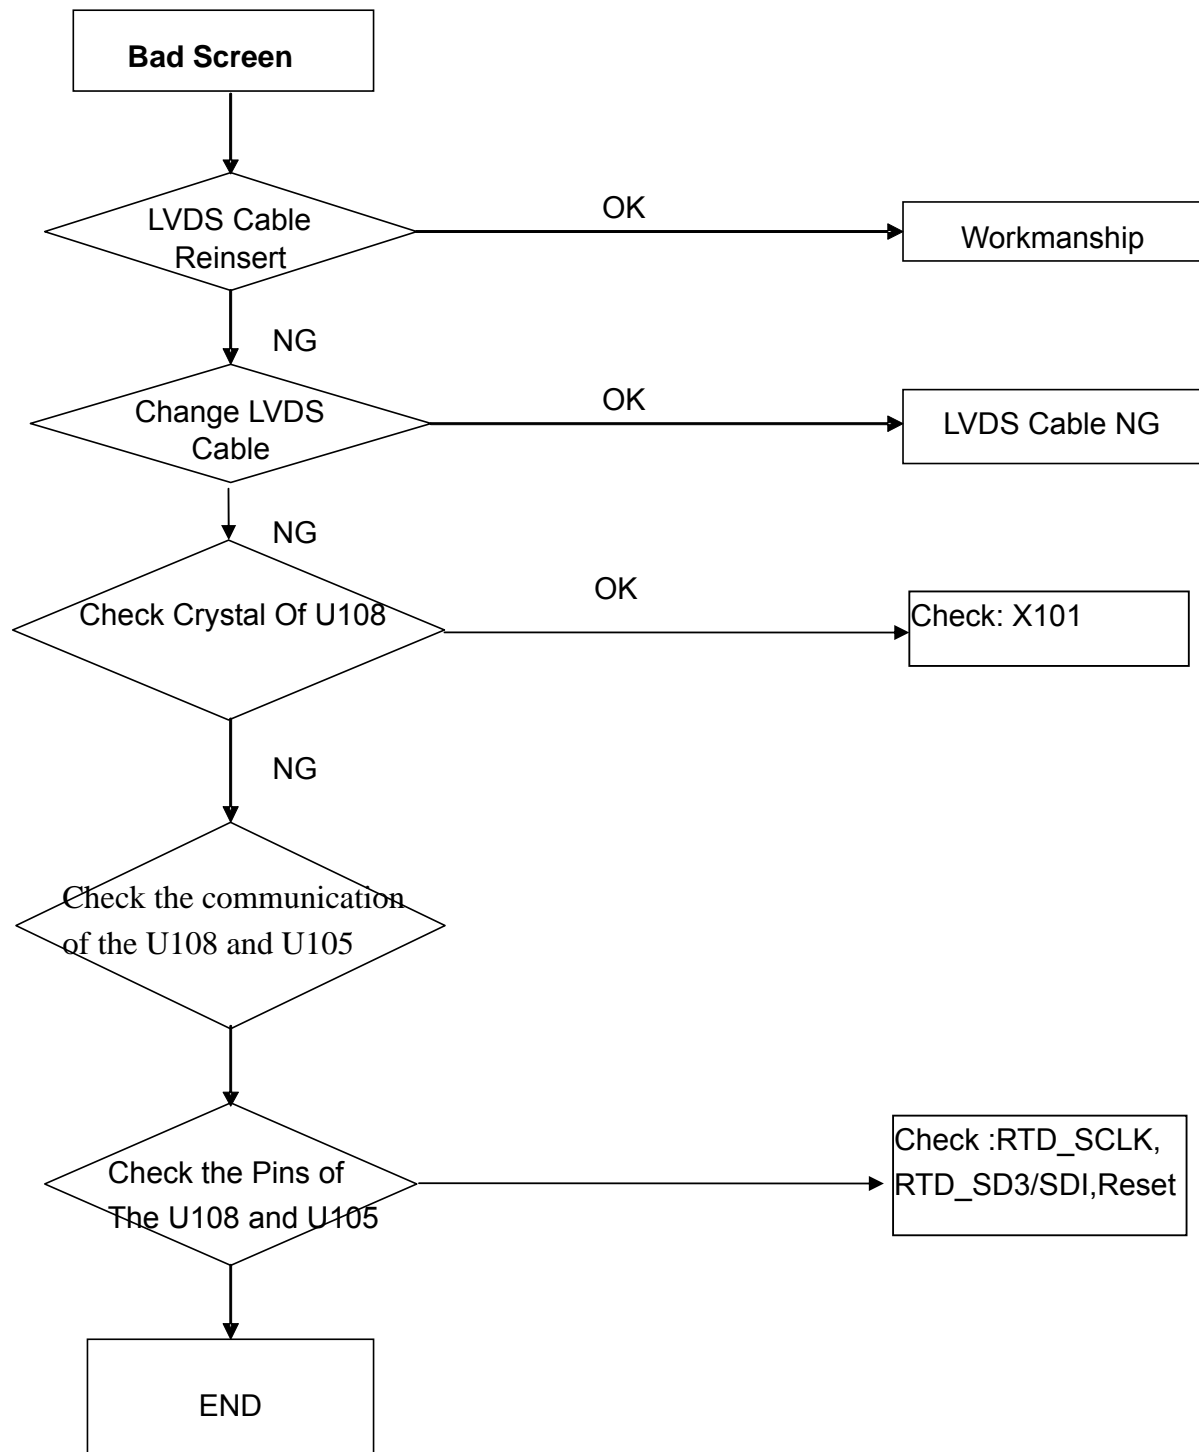 Bad Screen
LVDS Cable
Reinsert
OK
Workmanship
NG
Change LVDS
Cable
OK
LVDS Cable NG
NG
Check Crystal Of U108
OK
Check: X101
NG
Check the communication
of the U108 and U105
Check the Pins of
The U108 and U105
Check :RTD_SCLK,
RTD_SD3/SDI,Reset
END